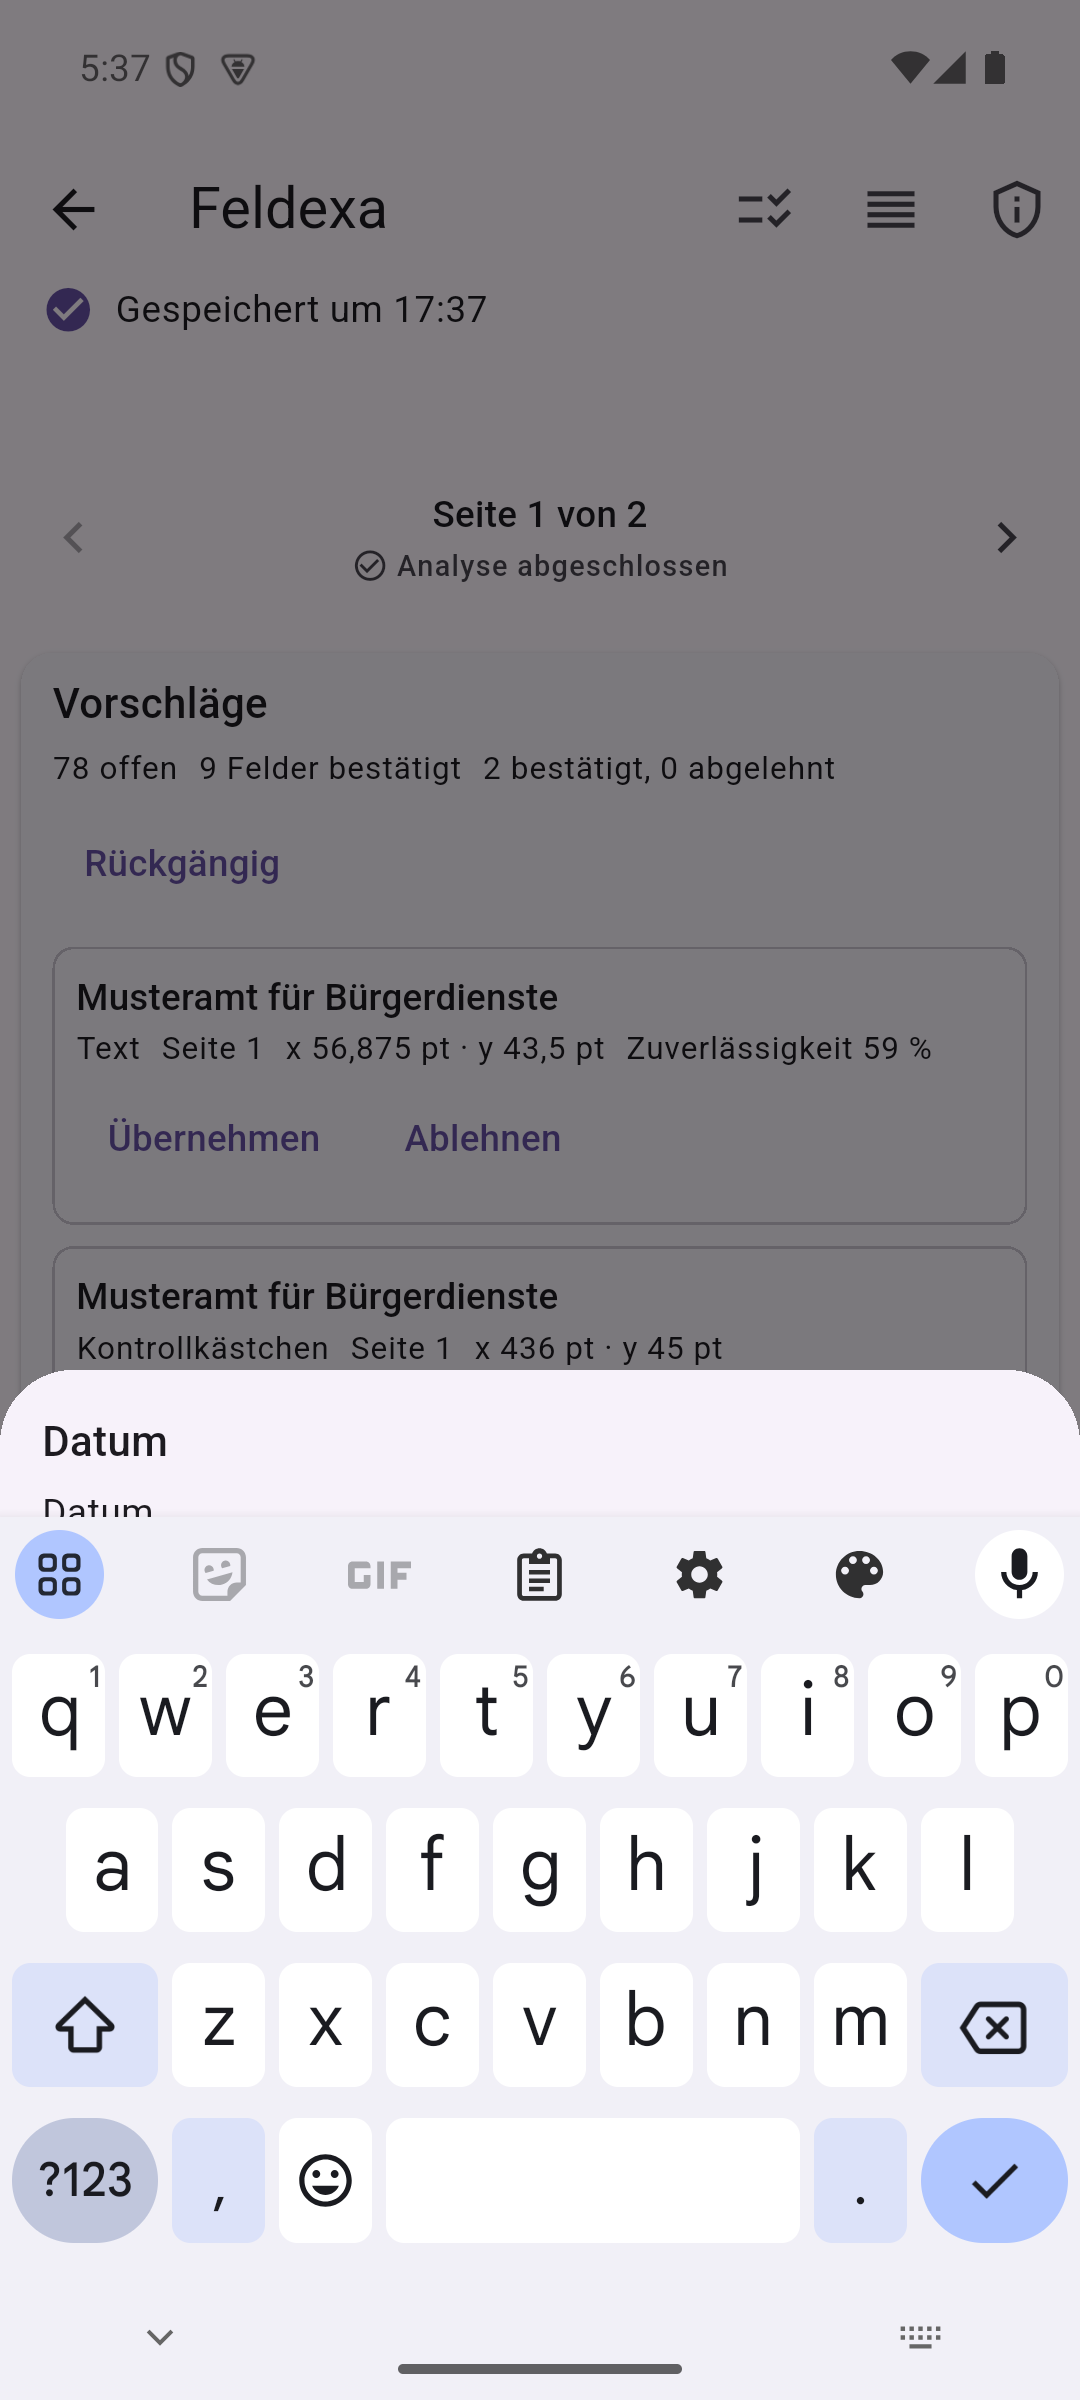 5:37
Feldexa
Gespeichert um 17:37
Seite 1 von 2
Analyse abgeschlossen
Vorschläge
78 offen 9 Felder bestätigt 2 bestätigt, 0 abgelehnt
Rückgängig
Musteramt für Bürgerdienste
Text Seite 1 x 56,875 pt · y 43,5 pt Zuverlässigkeit 59 %
Übernehmen Ablehnen
Musteramt für Bürgerdienste
Kontrollkästchen Seite 1 x 436 pt · y 45 pt
Datum
Datum
GIF
q 1 w 2 e 3 r 4 t 5 y 6 u 7 i 8 o 9 p 0
a s d f g h j k l
z x c v b n m
?123 , .